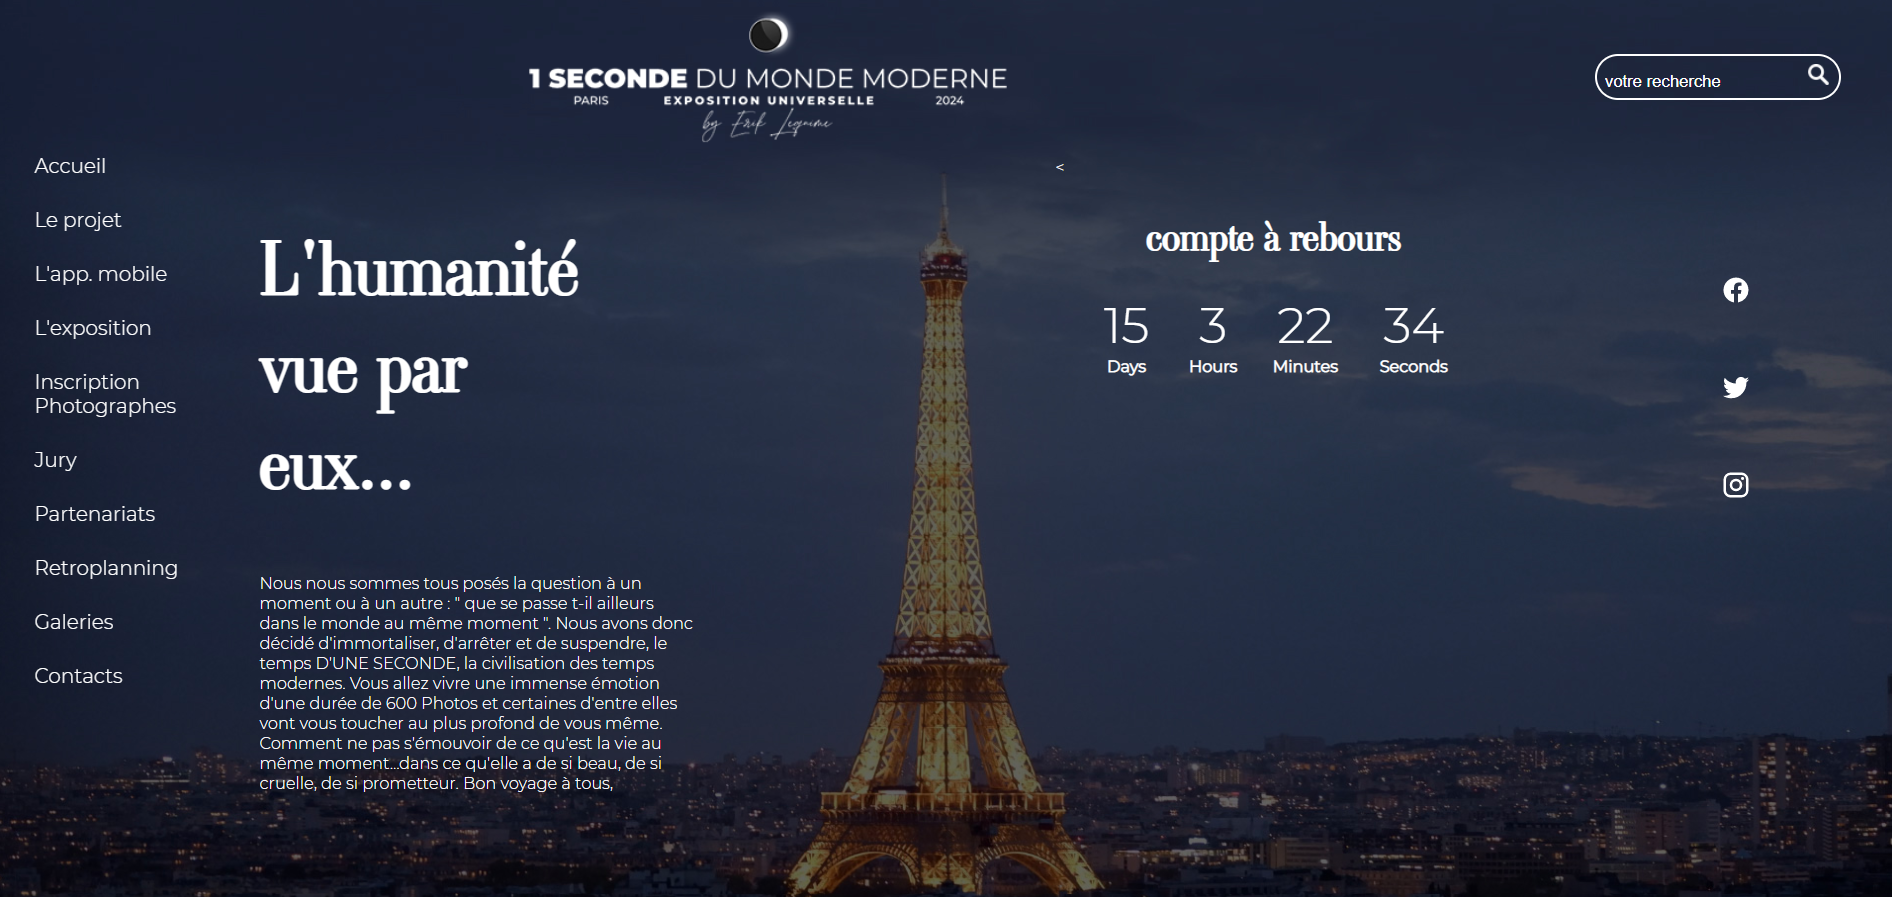 1 SECONDE DU MONDE MODERNE
PARIS EXPOSITION UNIVERSELLE 2024
by Erik Lequime
votre recherche
Accueil
Le projet
L'app. mobile
L'exposition
Inscription
Photographes
Jury
Partenariats
Retroplanning
Galeries
Contacts
L'humanité
vue par
eux...
Nous nous sommes tous posés la question à un
moment ou à un autre : " que se passe t-il ailleurs
dans le monde au même moment ". Nous avons donc
décidé d'immortaliser, d'arrêter et de suspendre, le
temps D'UNE SECONDE, la civilisation des temps
modernes. Vous allez vivre une immense émotion
d'une durée de 600 Photos et certaines d'entre elles
vont vous toucher au plus profond de vous même.
Comment ne pas s'émouvoir de ce qu'est la vie au
même moment...dans ce qu'elle a de si beau, de si
cruelle, de si prometteur. Bon voyage à tous,
<
compte à rebours
15 3 22 34
Days Hours Minutes Seconds